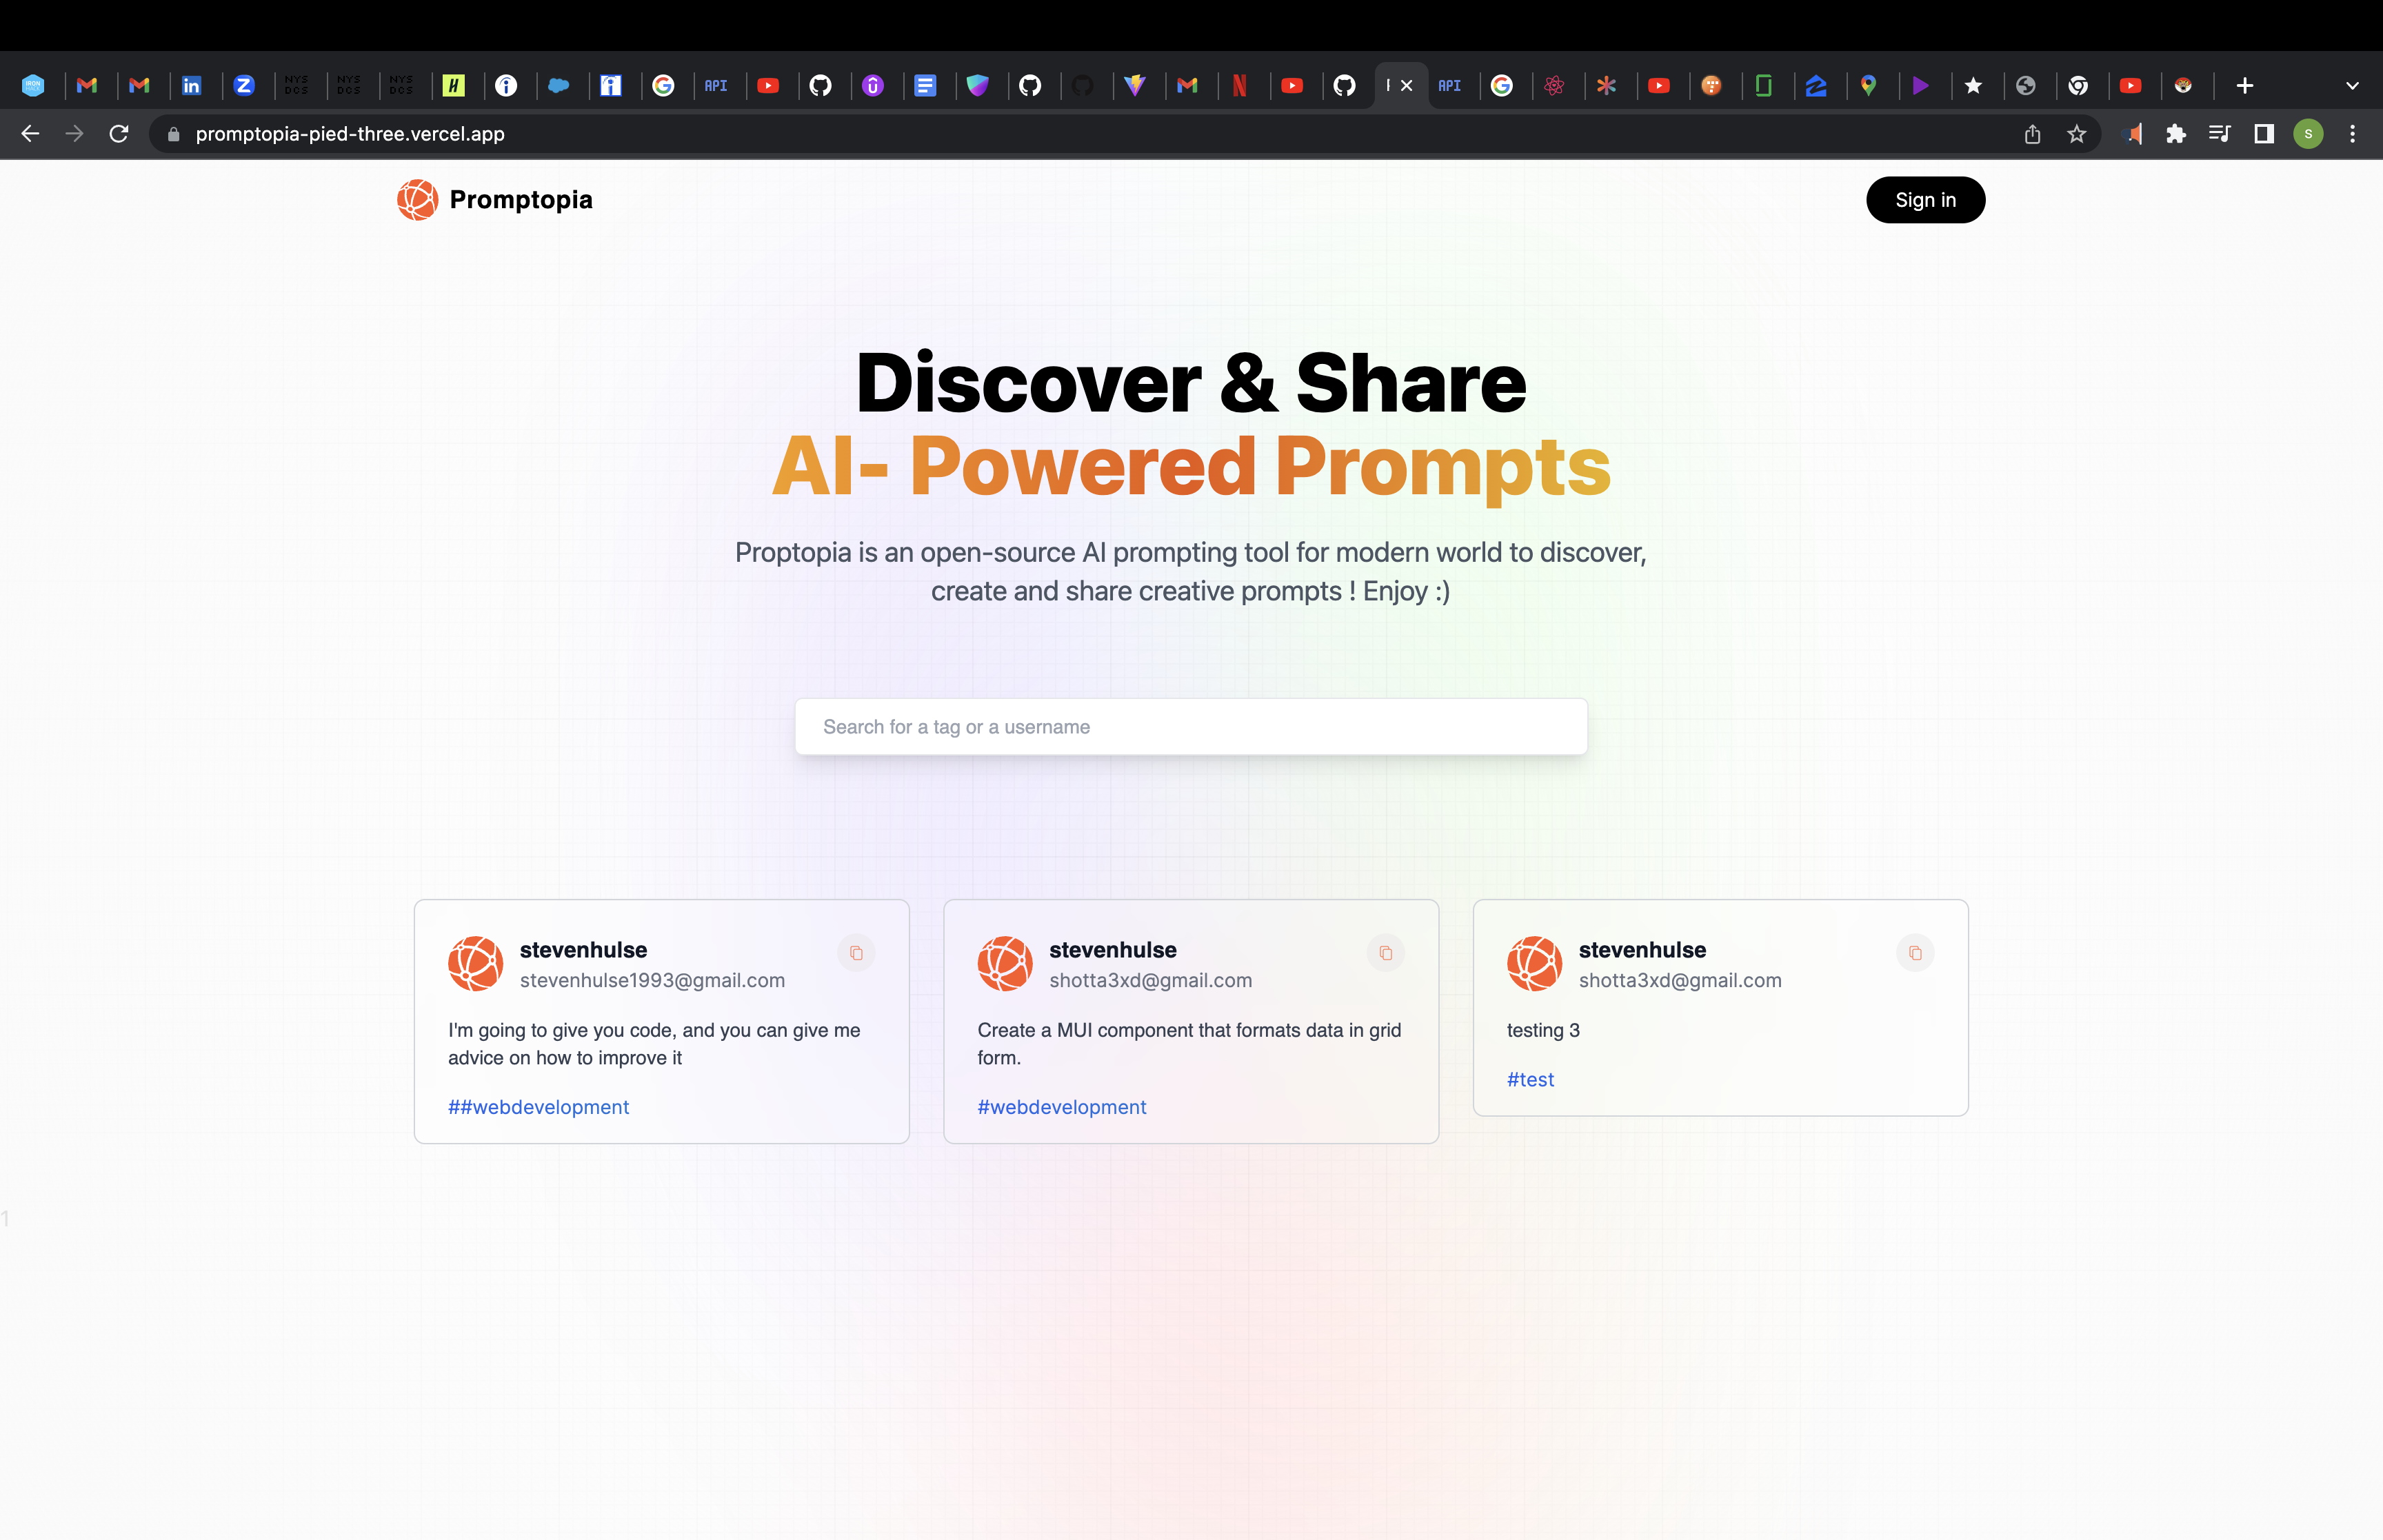 IRON HACK
in
Z
NYS DOS
NYS DOS
NYS DOS
H
API
N
API
promptopia-pied-three.vercel.app
S
Promptopia
Sign in
Discover & Share
AI- Powered Prompts
Proptopia is an open-source AI prompting tool for modern world to discover,
create and share creative prompts ! Enjoy :)
Search for a tag or a username
stevenhulse
stevenhulse1993@gmail.com
I'm going to give you code, and you can give me
advice on how to improve it
##webdevelopment
stevenhulse
shotta3xd@gmail.com
Create a MUI component that formats data in grid
form.
#webdevelopment
stevenhulse
shotta3xd@gmail.com
testing 3
#test
1